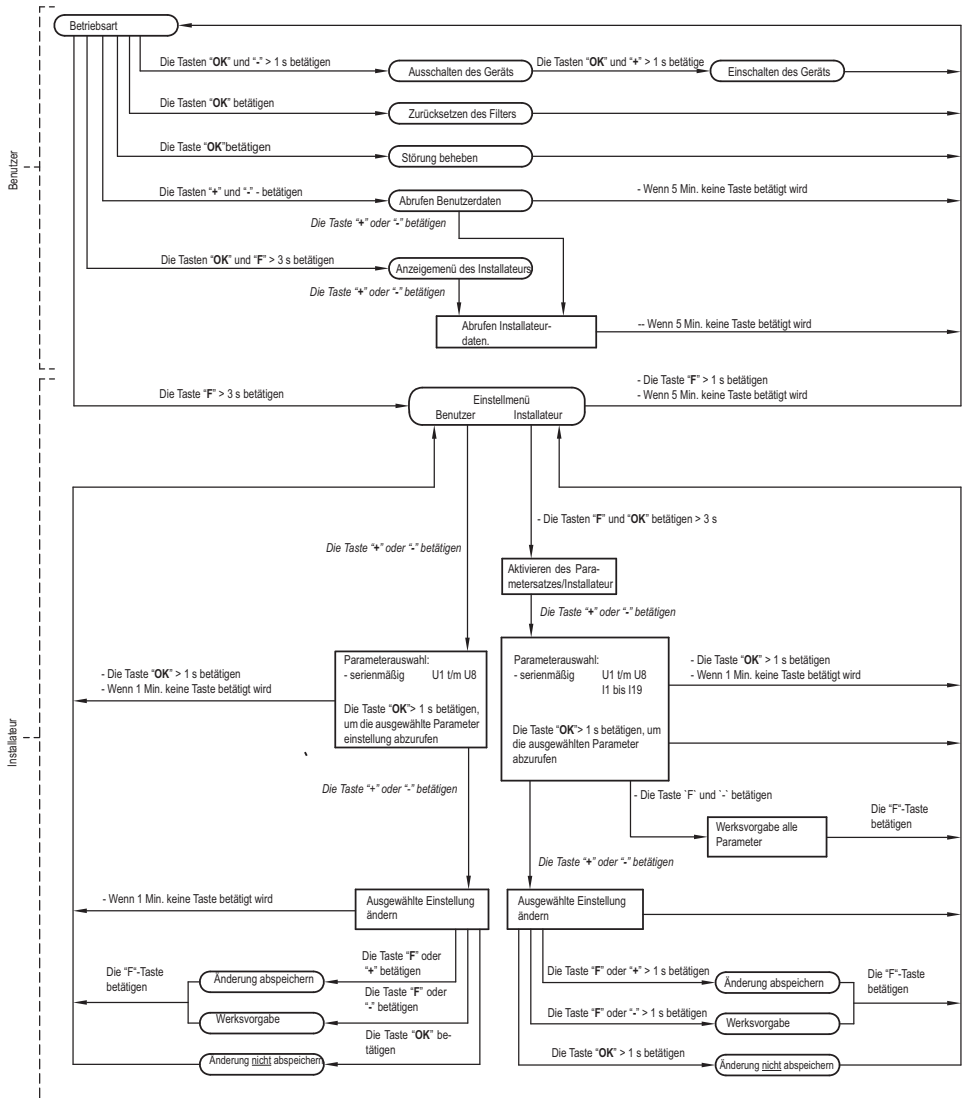 Betriebsart
Die Tasten “OK” und “-” > 1 s betätigen
Ausschalten des Geräts
Die Tasten “OK” und “+” > 1 s betätige
Einschalten des Geräts
Die Tasten “OK” betätigen
Zurücksetzen des Filters
Die Taste “OK”betätigen
Störung beheben
Benutzer
Die Tasten “+” und “-” - betätigen
Abrufen Benutzerdaten
- Wenn 5 Min. keine Taste betätigt wird
Die Taste “+” oder “-” betätigen
Die Tasten “OK” und “F” > 3 s betätigen
Anzeigemenü des Installateurs
Die Taste “+” oder “-” betätigen
Abrufen Installateur-
daten.
-- Wenn 5 Min. keine Taste betätigt wird
Die Taste “F” > 3 s betätigen
Einstellmenü
Benutzer Installateur
- Die Taste “F” > 1 s betätigen
- Wenn 5 Min. keine Taste betätigt wird
- Die Tasten “F” und “OK” betätigen > 3 s
Die Taste “+” oder “-” betätigen
Aktivieren des Para-
metersatzes/Installateur
Die Taste “+” oder “-” betätigen
Installateur
- Die Taste “OK” > 1 s betätigen
- Wenn 1 Min. keine Taste betätigt wird
Parameterauswahl:
- serienmäßig U1 t/m U8
Die Taste “OK”> 1 s betätigen,
um die ausgewählte Parameter
einstellung abzurufen
Parameterauswahl:
- serienmäßig U1 t/m U8
I1 bis I19
Die Taste “OK”> 1 s betätigen, um
die ausgewählten Parameter
abzurufen
- Die Taste “OK” > 1 s betätigen
- Wenn 1 Min. keine Taste betätigt wird
Die Taste “+” oder “-” betätigen
- Die Taste `F` und `-` betätigen
Werksvorgabe alle
Parameter
Die “F“-Taste
betätigen
Die Taste “+” oder “-” betätigen
- Wenn 1 Min. keine Taste betätigt wird
Ausgewählte Einstellung
ändern
Ausgewählte Einstellung
ändern
Die “F“-Taste
betätigen
Änderung abspeichern
Die Taste “F” oder
“+” betätigen
Werksvorgabe
Die Taste “F” oder
“-” betätigen
Änderung nicht abspeichern
Die Taste “OK” be-
tätigen
Die Taste “F” oder “+” > 1 s betätigen
Änderung abspeichern
Die “F“-Taste
betätigen
Die Taste “F” oder “-” > 1 s betätigen
Werksvorgabe
Die Taste “OK” > 1 s betätigen
Änderung nicht abspeichern